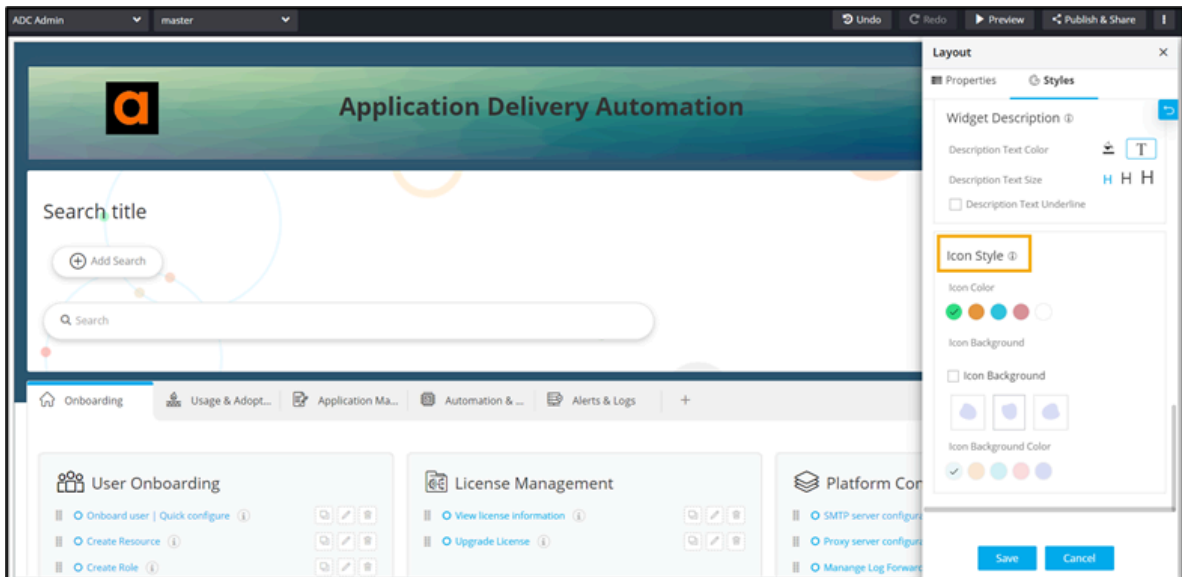 ADC Admin
master
Undo
Redo
Preview
Publish & Share
a
Application Delivery Automation
Search title
Add Search
Search
Onboarding
Usage & Adopt...
Application Ma...
Automation & ...
Alerts & Logs
+
User Onboarding
Onboard user | Quick configure
Create Resource
Create Role
License Management
View license information
Upgrade License
Platform Con
SMTP server configura
Proxy server configura
Manange Log Forward
Layout
Properties
Styles
Widget Description
Description Text Color
T
Description Text Size
H H H
Description Text Underline
Icon Style
Icon Color
Icon Background
Icon Background
Icon Background Color
Save
Cancel